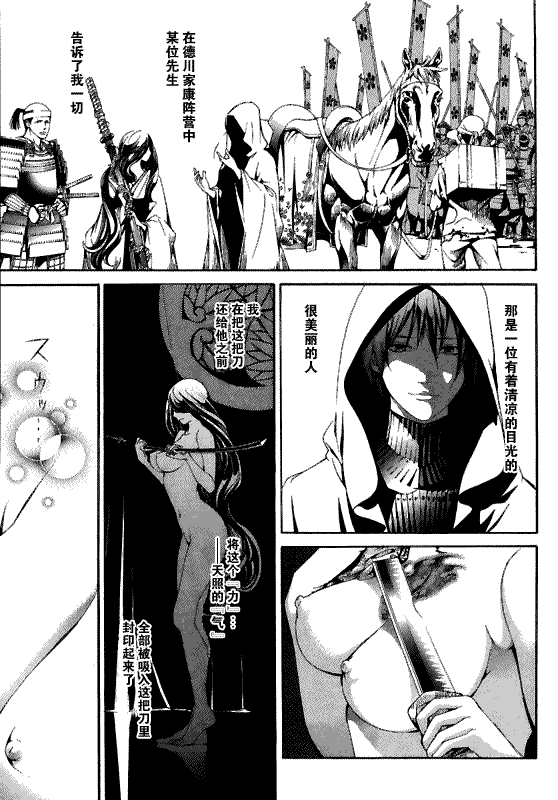 在德川家康阵营中
某位先生
告诉了我一切
那是一位有着清凉的目光的
很美丽的人
我
在把这把刀
还给他之前
将这个『力』…
——天照的『气』
全部被吸入这把刀里
封印起来了
スウッ…